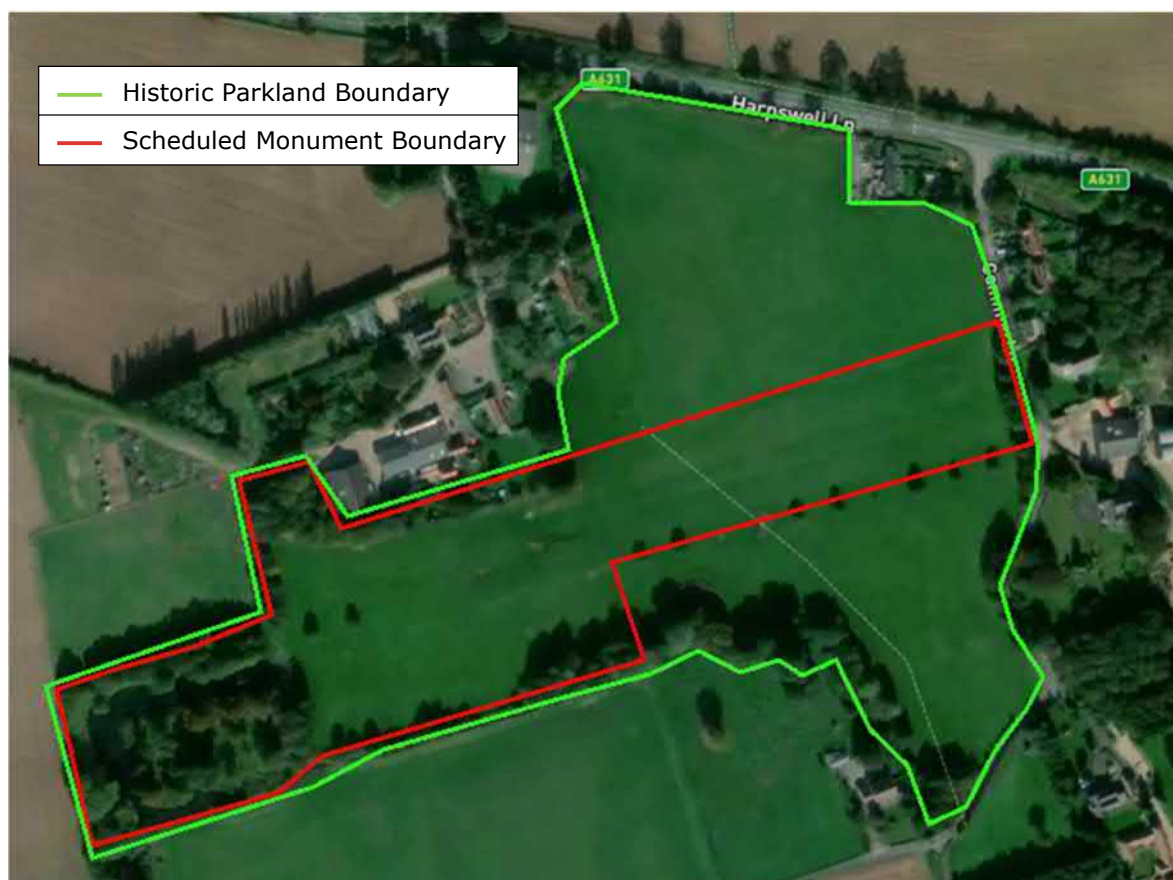 Historic Parkland Boundary
Scheduled Monument Boundary
A631
Harpswell Ln
A631